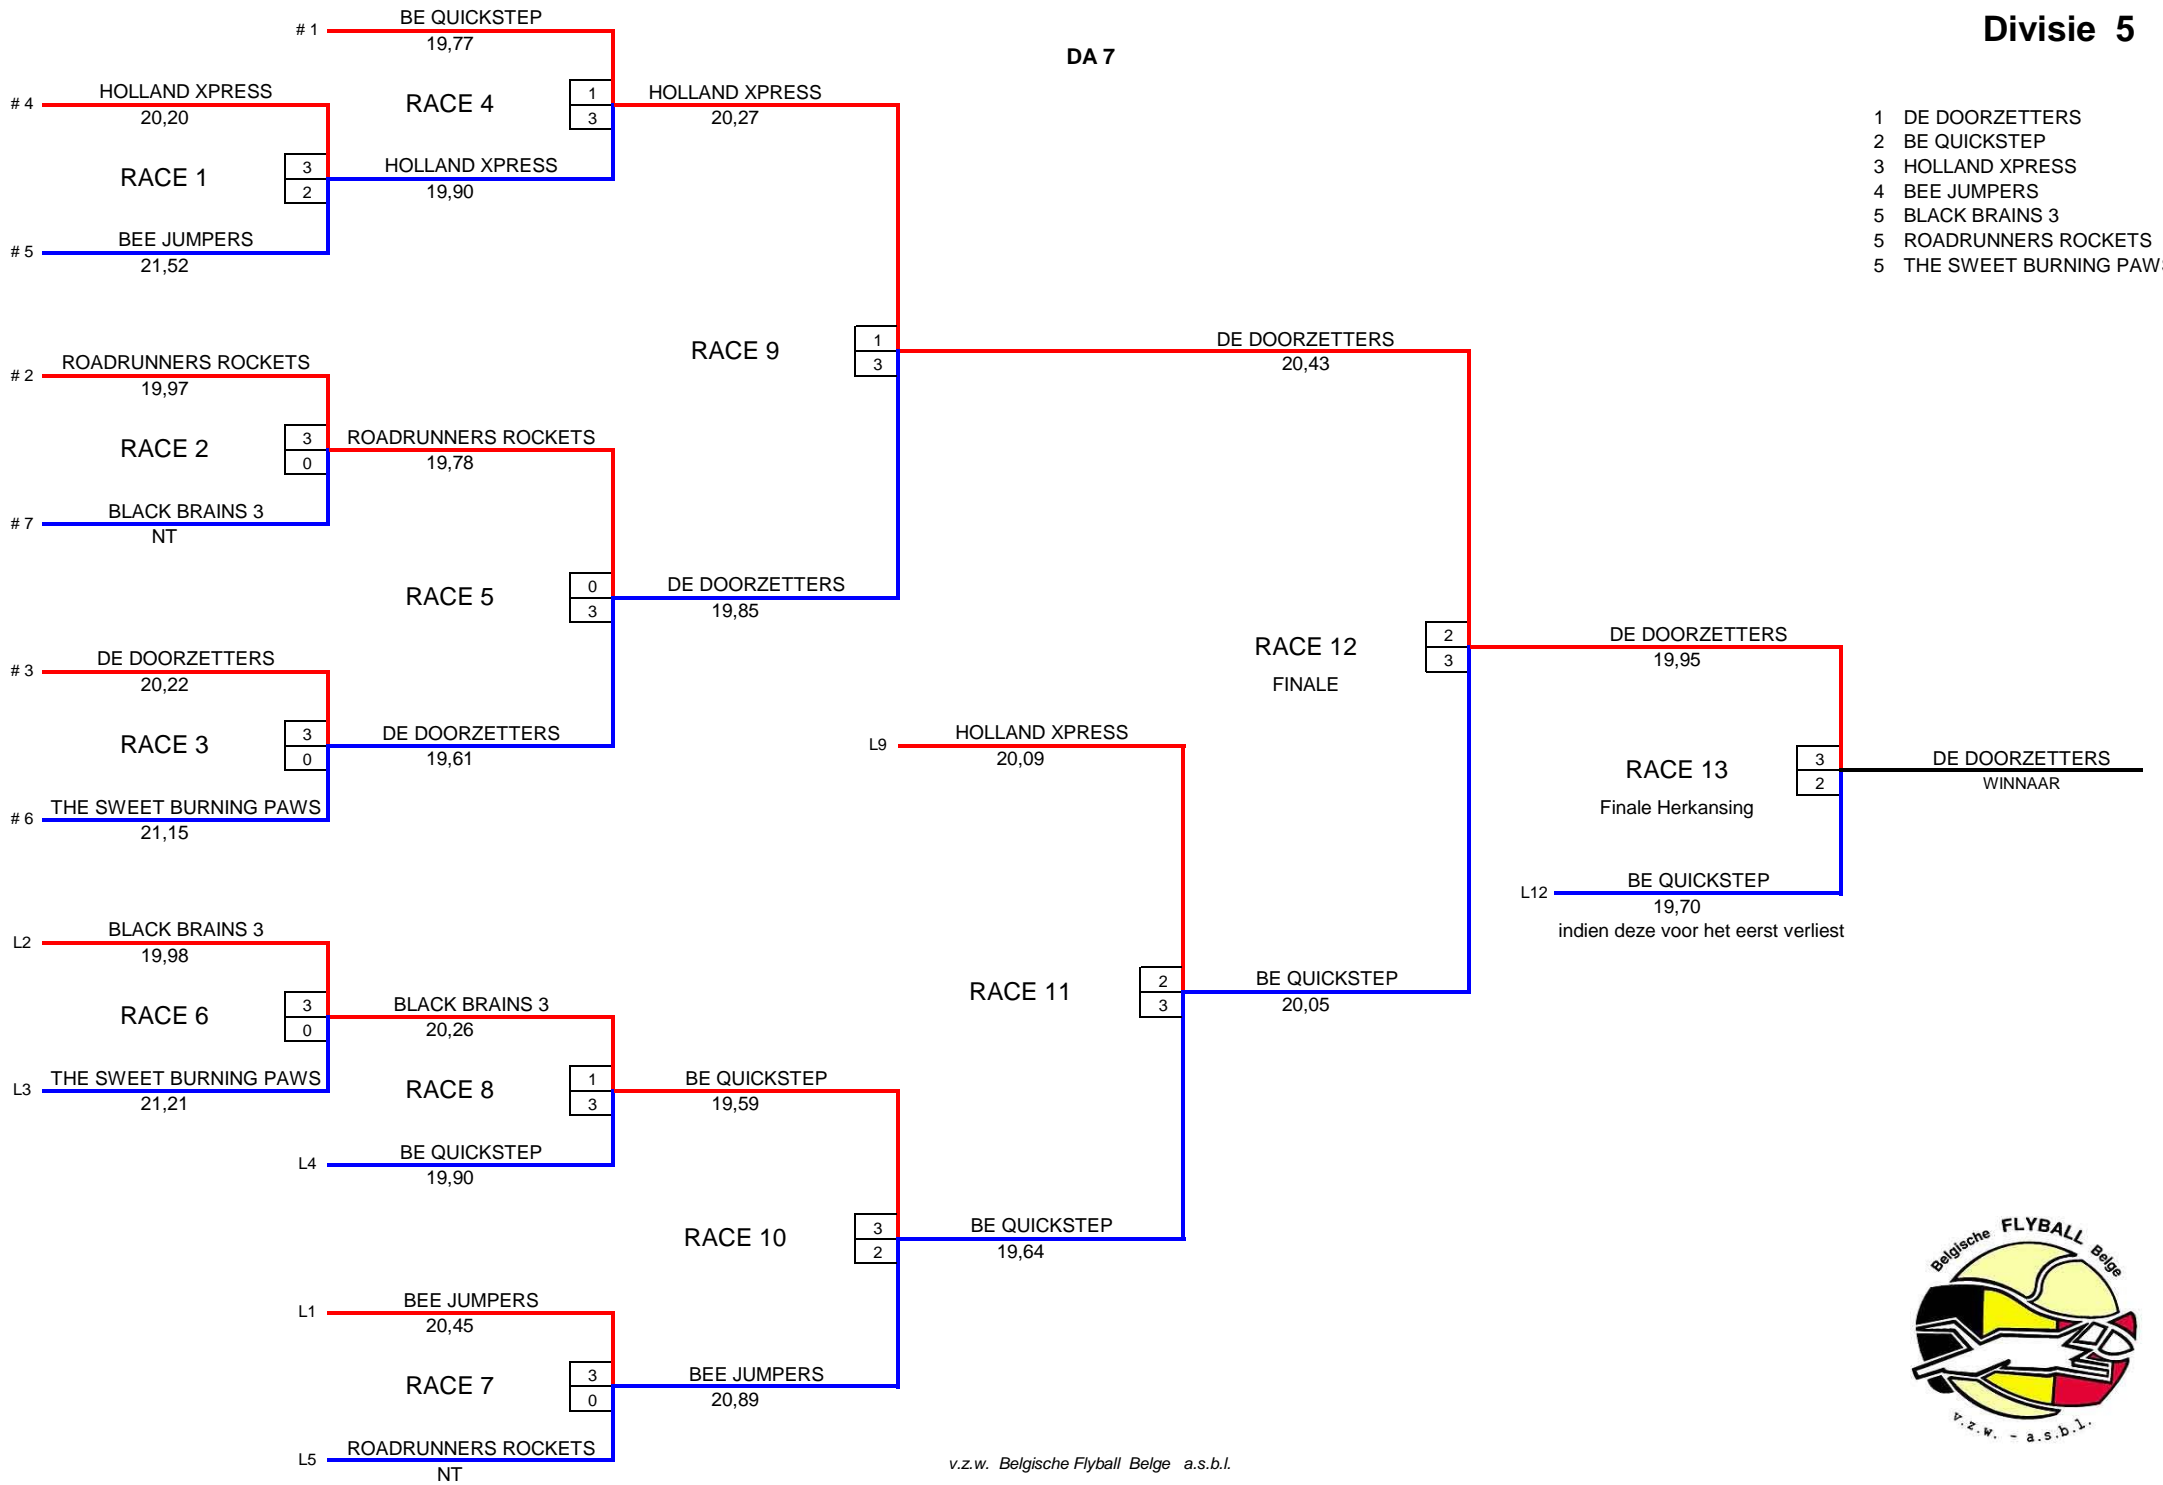 Divisie 5
DA 7
1 DE DOORZETTERS
2 BE QUICKSTEP
3 HOLLAND XPRESS
4 BEE JUMPERS
5 BLACK BRAINS 3
5 ROADRUNNERS ROCKETS
5 THE SWEET BURNING PAWS
# 1 BE QUICKSTEP
19,77
# 4 HOLLAND XPRESS
20,20
RACE 4
1
3
HOLLAND XPRESS
20,27
RACE 1
3
2
HOLLAND XPRESS
19,90
# 5 BEE JUMPERS
21,52
RACE 9
1
3
DE DOORZETTERS
20,43
# 2 ROADRUNNERS ROCKETS
19,97
RACE 2
3
0
ROADRUNNERS ROCKETS
19,78
# 7 BLACK BRAINS 3
NT
RACE 5
0
3
DE DOORZETTERS
19,85
# 3 DE DOORZETTERS
20,22
RACE 3
3
0
DE DOORZETTERS
19,61
# 6 THE SWEET BURNING PAWS
21,15
RACE 12
FINALE
2
3
DE DOORZETTERS
19,95
L9 HOLLAND XPRESS
20,09
RACE 13
Finale Herkansing
3
2
DE DOORZETTERS
WINNAAR
L12 BE QUICKSTEP
19,70
indien deze voor het eerst verliest
L2 BLACK BRAINS 3
19,98
RACE 6
3
0
BLACK BRAINS 3
20,26
L3 THE SWEET BURNING PAWS
21,21
RACE 8
1
3
BE QUICKSTEP
19,59
L4 BE QUICKSTEP
19,90
RACE 11
2
3
BE QUICKSTEP
20,05
RACE 10
3
2
BE QUICKSTEP
19,64
L1 BEE JUMPERS
20,45
RACE 7
3
0
BEE JUMPERS
20,89
L5 ROADRUNNERS ROCKETS
NT
v.z.w. Belgische Flyball Belge a.s.b.l.
Belgische FLYBALL Belge
v.z.w. - a.s.b.l.